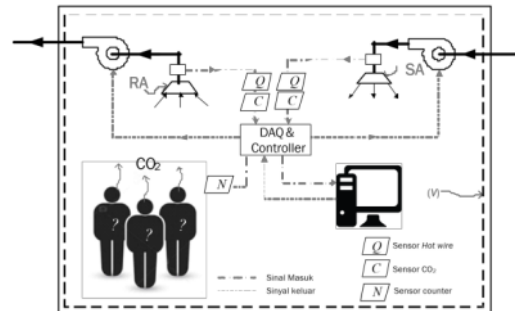 RA
SA
Q
Q
C
C
DAQ &
Controller
CO₂
N
(V)
? ? ?
Q Sensor Hot wire
C Sensor CO₂
N Sensor counter
Sinal Masuk
Sinyal keluar